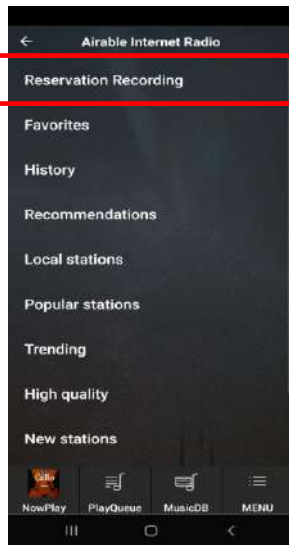 Airable Internet Radio
Reservation Recording
Favorites
History
Recommendations
Local stations
Popular stations
Trending
High quality
New stations
NowPlay PlayQueue MusicDB MENU